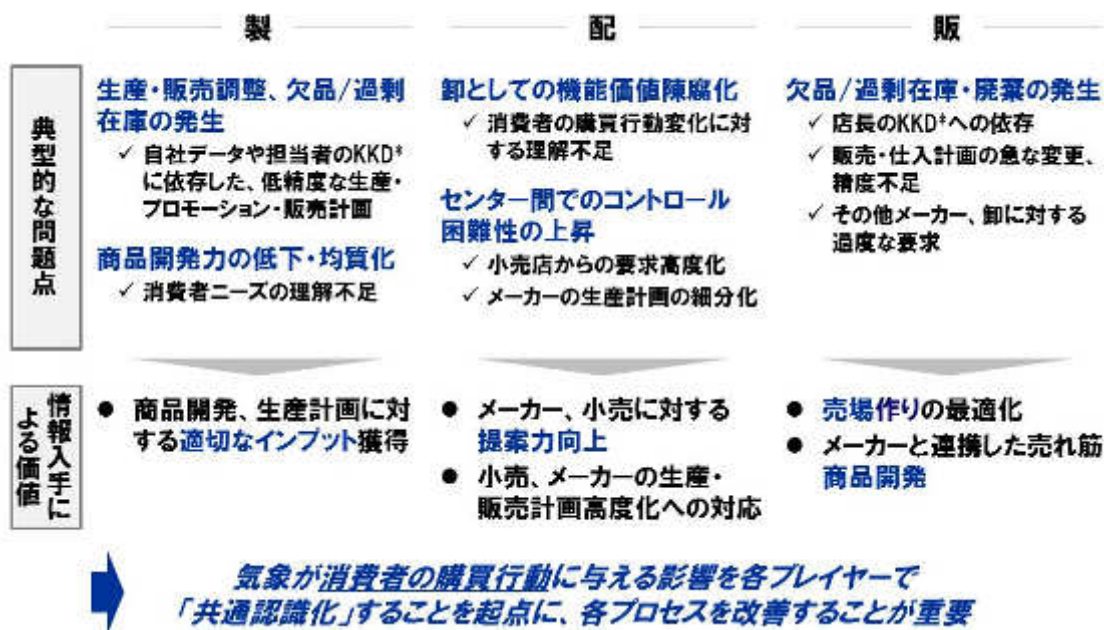 製
配
販
典型的な問題点
生産・販売調整、欠品/過剰
在庫の発生
✓ 自社データや担当者のKKD*
に依存した、低精度な生産・
プロモーション・販売計画
商品開発力の低下・均質化
✓ 消費者ニーズの理解不足
卸としての機能価値陳腐化
✓ 消費者の購買行動変化に対
する理解不足
センター間でのコントロール
困難性の上昇
✓ 小売店からの要求高度化
✓ メーカーの生産計画の細分化
欠品/過剰在庫・廃棄の発生
✓ 店長のKKD*への依存
✓ 販売・仕入計画の急な変更、
精度不足
✓ その他メーカー、卸に対する
過度な要求
情報入手に
よる価値
● 商品開発、生産計画に対
する適切なインプット獲得
● メーカー、小売に対する
提案力向上
● 小売、メーカーの生産・
販売計画高度化への対応
● 売場作りの最適化
● メーカーと連携した売れ筋
商品開発
気象が消費者の購買行動に与える影響を各プレイヤーで
「共通認識化」することを起点に、各プロセスを改善することが重要